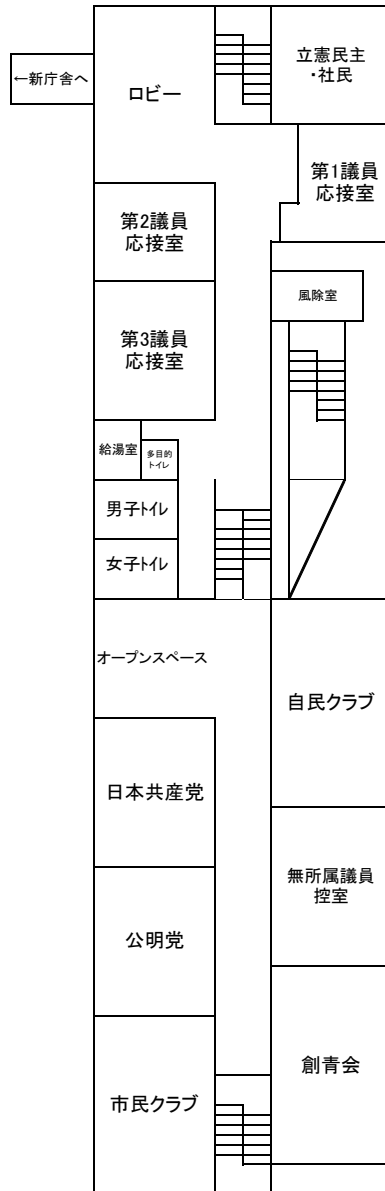 ←新庁舎へ
ロビー
立憲民主
・社民
第1議員
応接室
第2議員
応接室
風除室
第3議員
応接室
給湯室
多目的
トイレ
男子トイレ
女子トイレ
オープンスペース
自民クラブ
日本共産党
無所属議員
控室
公明党
創青会
市民クラブ